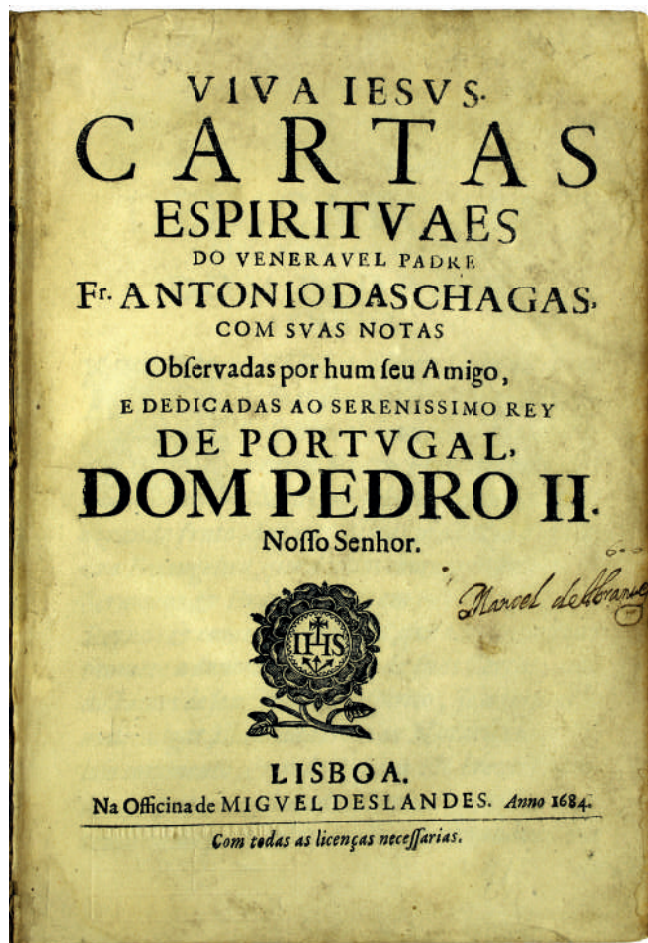 VIVA IESVS.
CARTAS
ESPIRITVAES
DO VENERAVEL PADRE
Fr. ANTONIO DAS CHAGAS,
COM SVAS NOTAS
Obſervadas por hum ſeu Amigo,
E DEDICADAS AO SERENISSIMO REY
DE PORTVGAL,
DOM PEDRO II.
Noſſo Senhor.
Manoel de
IHS
LISBOA.
Na Officina de MIGVEL DESLANDES. Anno 1684.
Com todas as licenças neceſſarias.